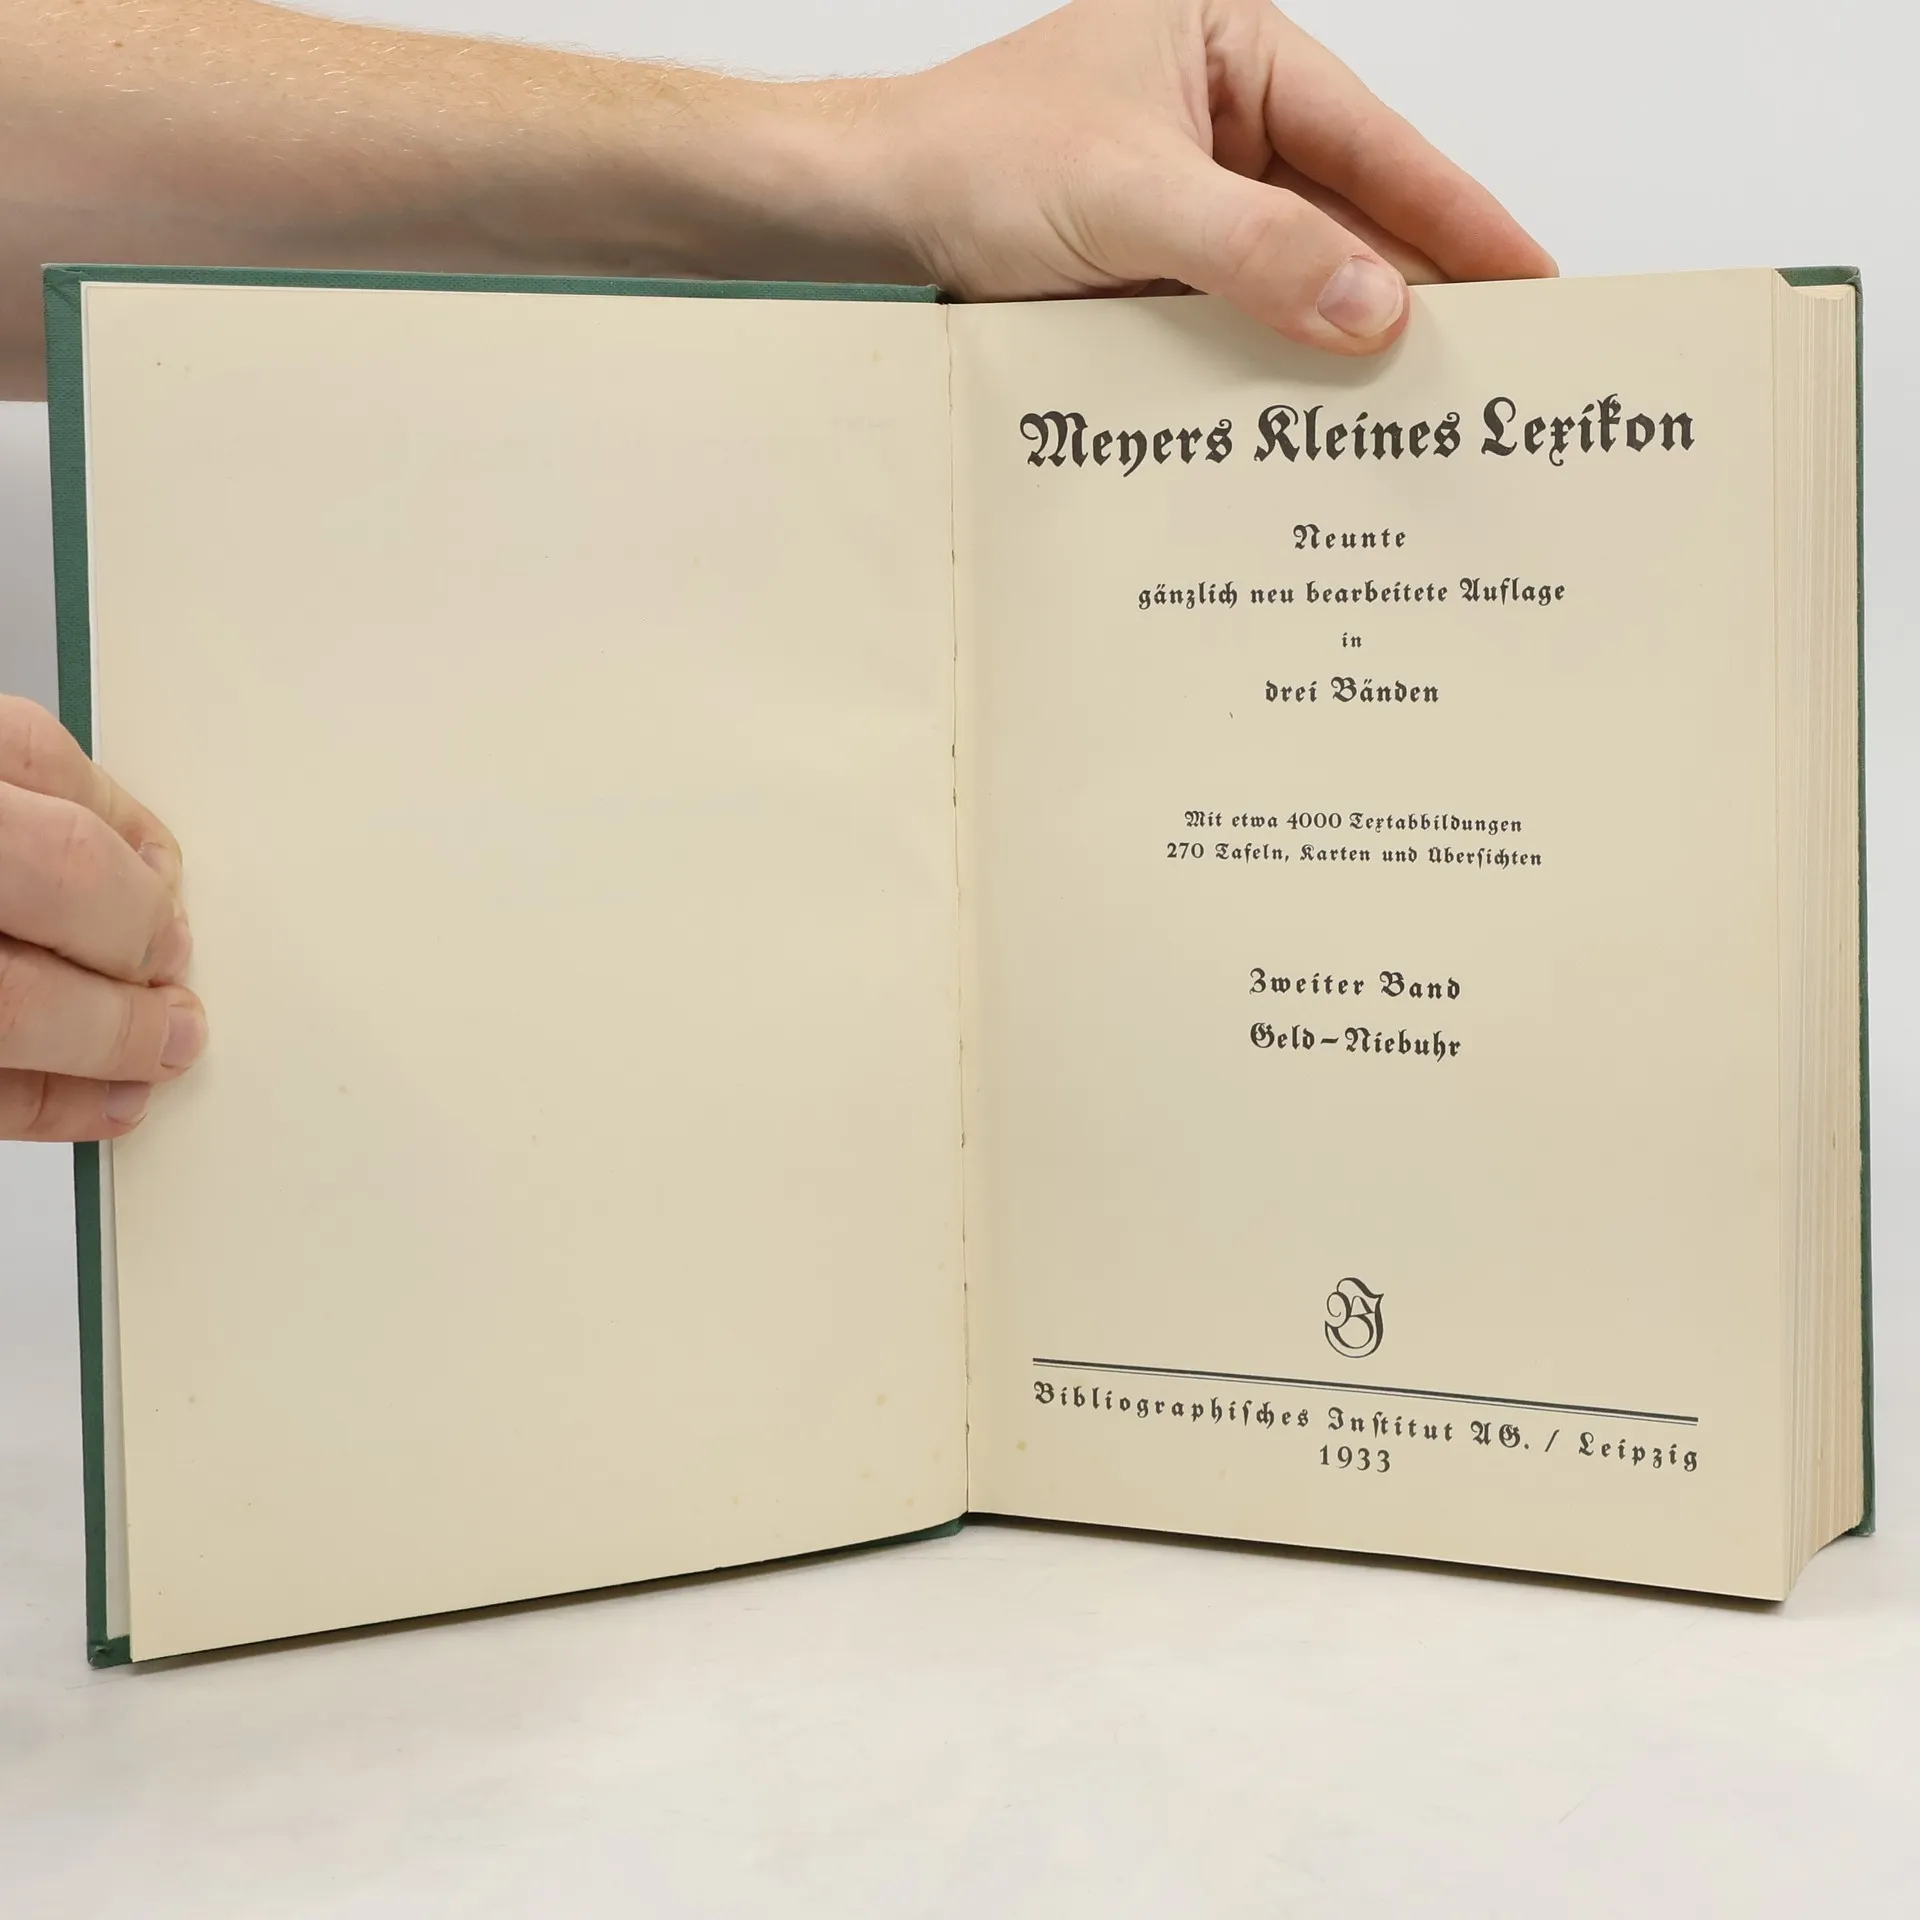 Meyers Kleines Lexikon
Neunte
gänzlich neu bearbeitete Auflage
in
drei Bänden
Mit etwa 4000 Textabbildungen
270 Tafeln, Karten und Überſichten
Zweiter Band
Geld–Niebuhr
BI
Bibliographiſches Inſtitut AG. / Leipzig
1933